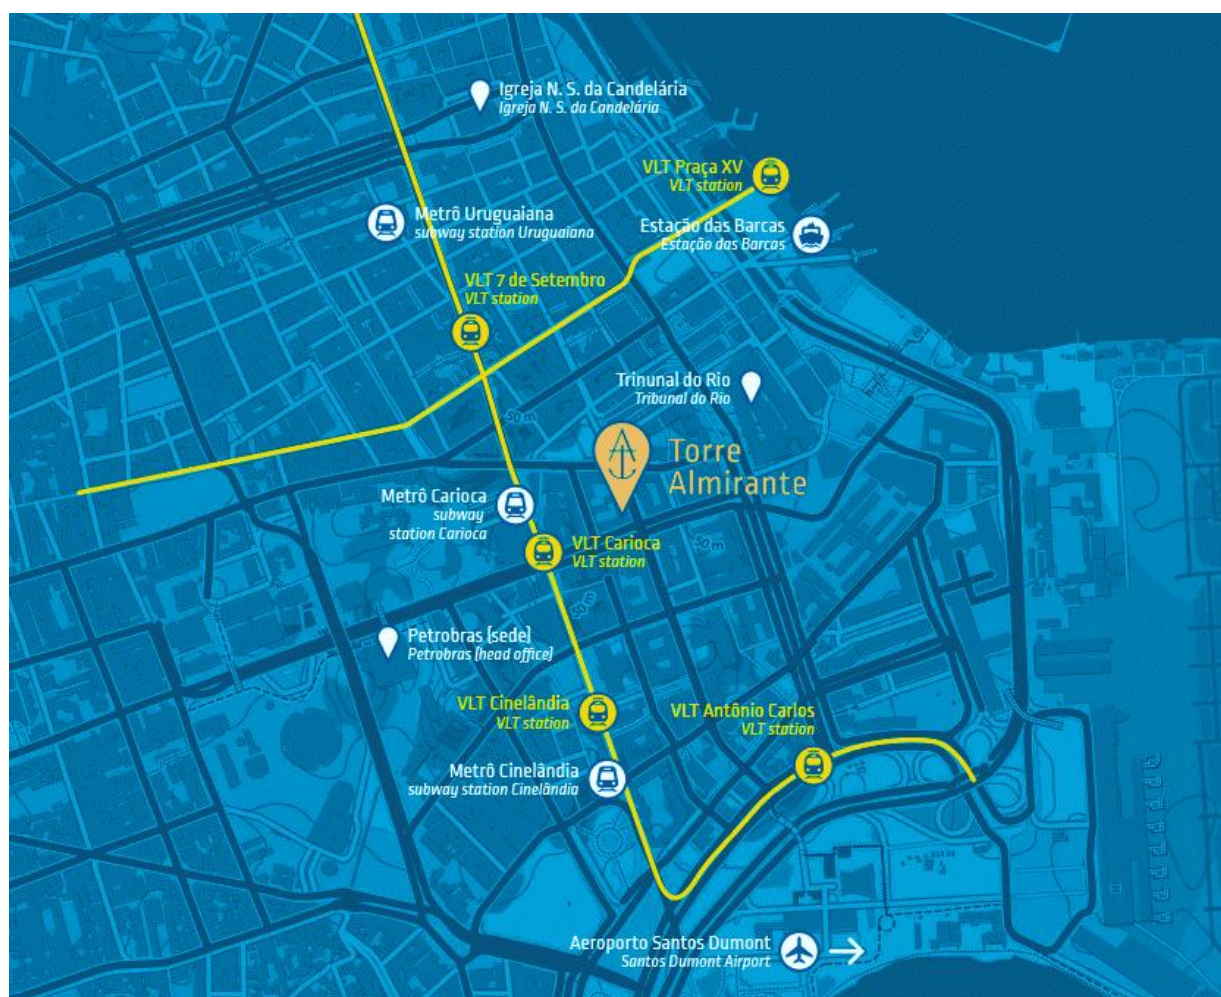 Igreja N. S. da Candelária
Igreja N. S. da Candelária
VLT Praça XV
VLT station
Metrô Uruguaiana
subway station Uruguaiana
Estação das Barcas
Estação das Barcas
VLT 7 de Setembro
VLT station
Trinunal do Rio
Tribunal do Rio
50 m
Torre
Almirante
Metrô Carioca
subway
station Carioca
VLT Carioca
VLT station
50 m
50 m
Petrobras (sede)
Petrobras (head office)
VLT Cinelândia
VLT station
VLT Antônio Carlos
VLT station
Metrô Cinelândia
subway station Cinelândia
Aeroporto Santos Dumont
Santos Dumont Airport